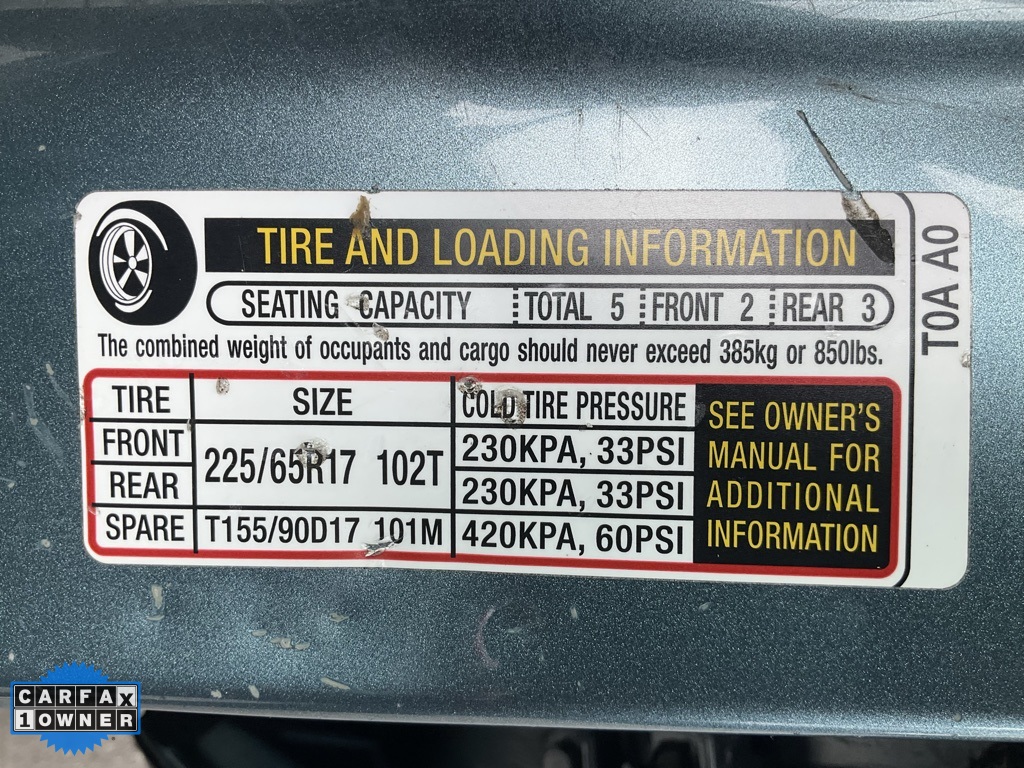 TIRE AND LOADING INFORMATION
SEATING CAPACITY TOTAL 5 FRONT 2 REAR 3
The combined weight of occupants and cargo should never exceed 385kg or 850lbs.
TIRE SIZE COLD TIRE PRESSURE
FRONT 225/65R17 102T 230KPA, 33PSI
REAR 230KPA, 33PSI
SPARE T155/90D17 101M 420KPA, 60PSI
SEE OWNER'S
MANUAL FOR
ADDITIONAL
INFORMATION
T0A A0
CARFAX
1 OWNER